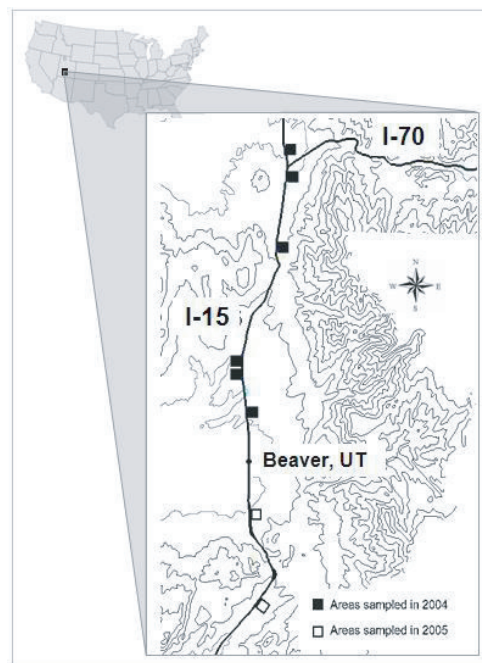 I-70
N
W E
S
I-15
Beaver, UT
Areas sampled in 2004
Areas sampled in 2005